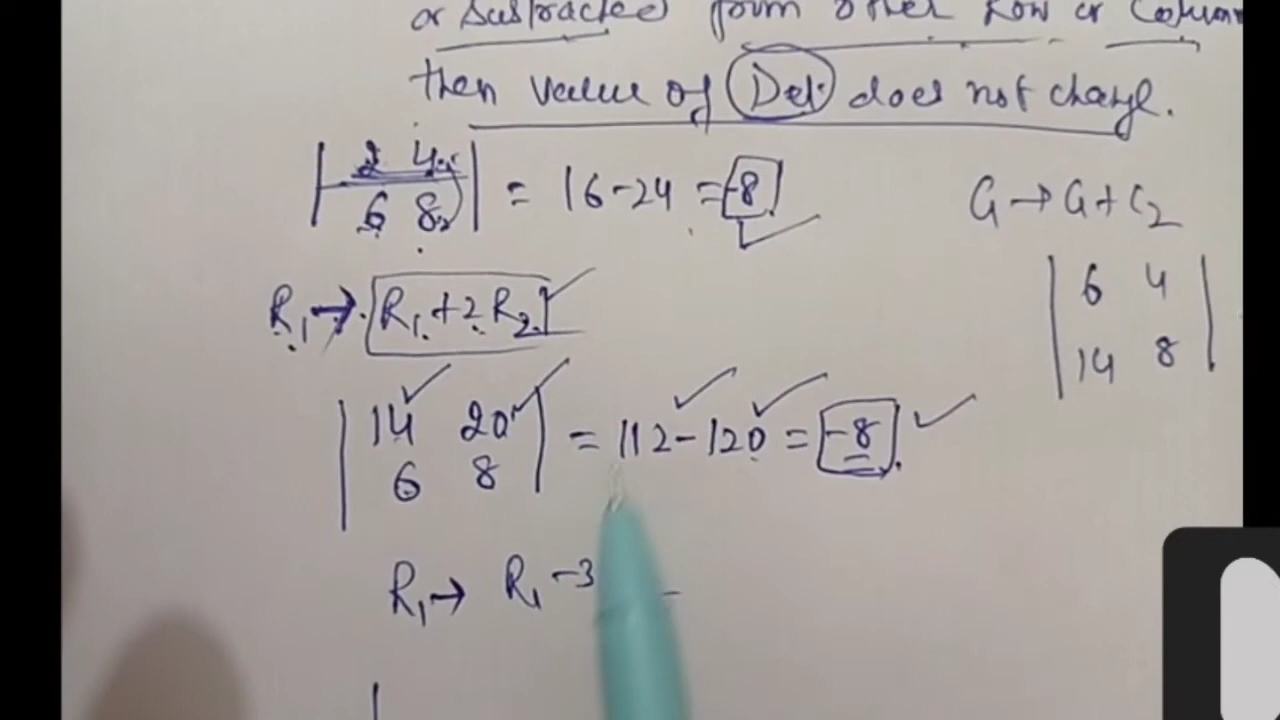 or Subtracted from other Row or Column
then value of Det. does not change.
| 2 4 | = 16-24 = -8
| 6 8 |
C1 → C1+C2
| 6 4 |
| 14 8 |
R1 → R1+2R2
| 14 20 | = 112-120 = -8
| 6 8 |
R1 → R1 -3